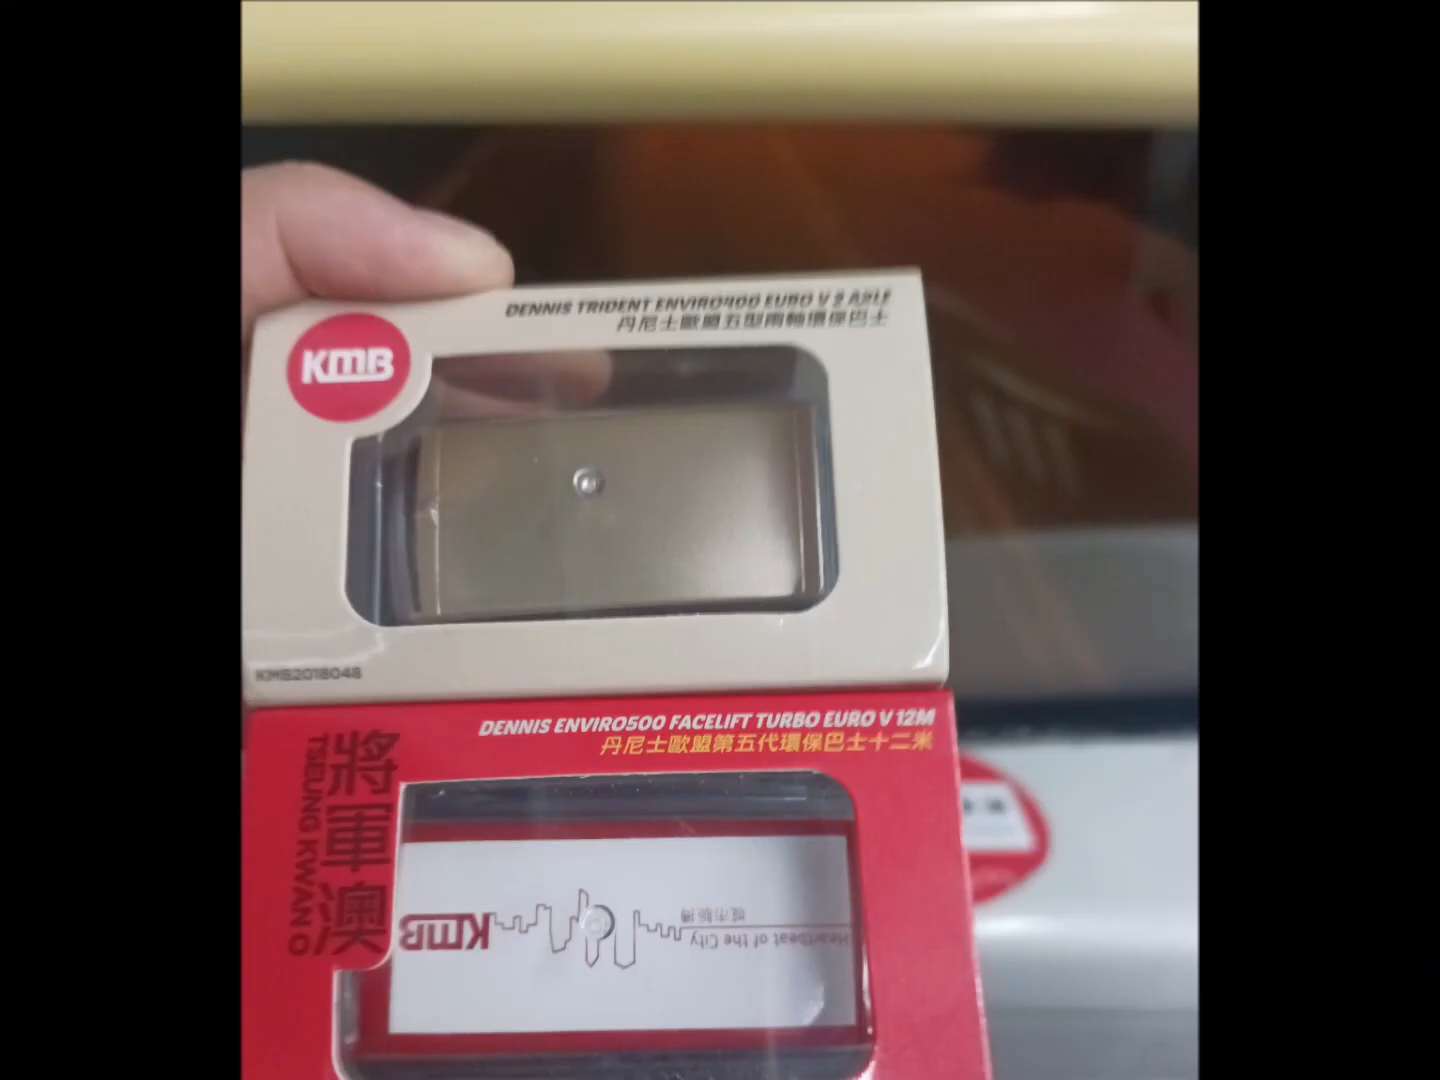 DENNIS TRIDENT ENVIRO400 EURO V 2 AXLE
丹尼士歐盟五型兩軸環保巴士
KMB
KMB2018048
DENNIS ENVIRO500 FACELIFT TURBO EURO V 12M
丹尼士歐盟第五代環保巴士十二米
將軍澳
TSEUNG KWAN O
KMB
城市脈搏
Heartbeat of the City